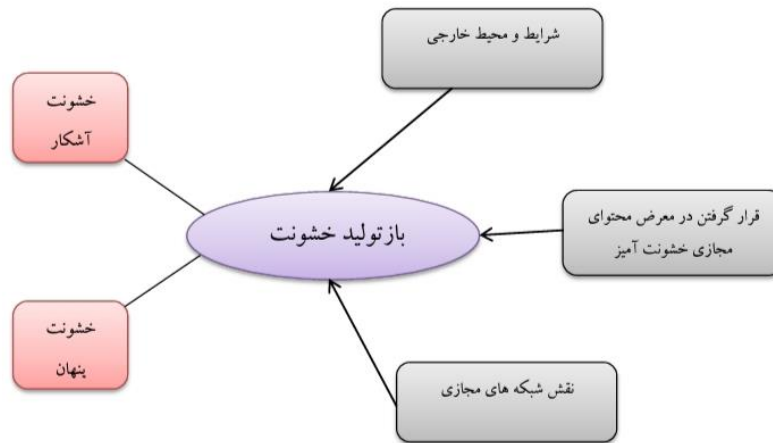 شرایط و محیط خارجی
خشونت
آشکار
قرار گرفتن در معرض محتوای
مجازی خشونت آمیز
بازتولید خشونت
خشونت
پنهان
نقش شبکه های مجازی